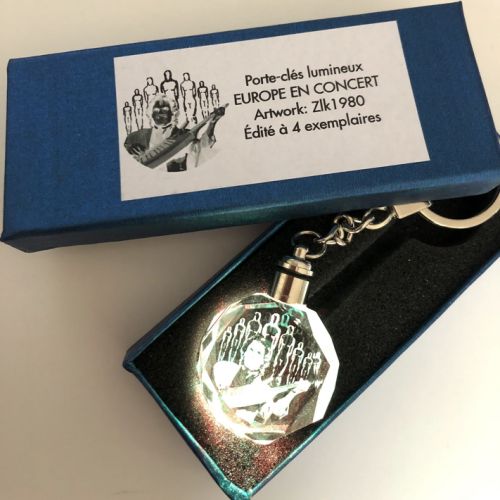 Porte-clés lumineux
EUROPE EN CONCERT
Artwork: Zlk1980
Édité à 4 exemplaires